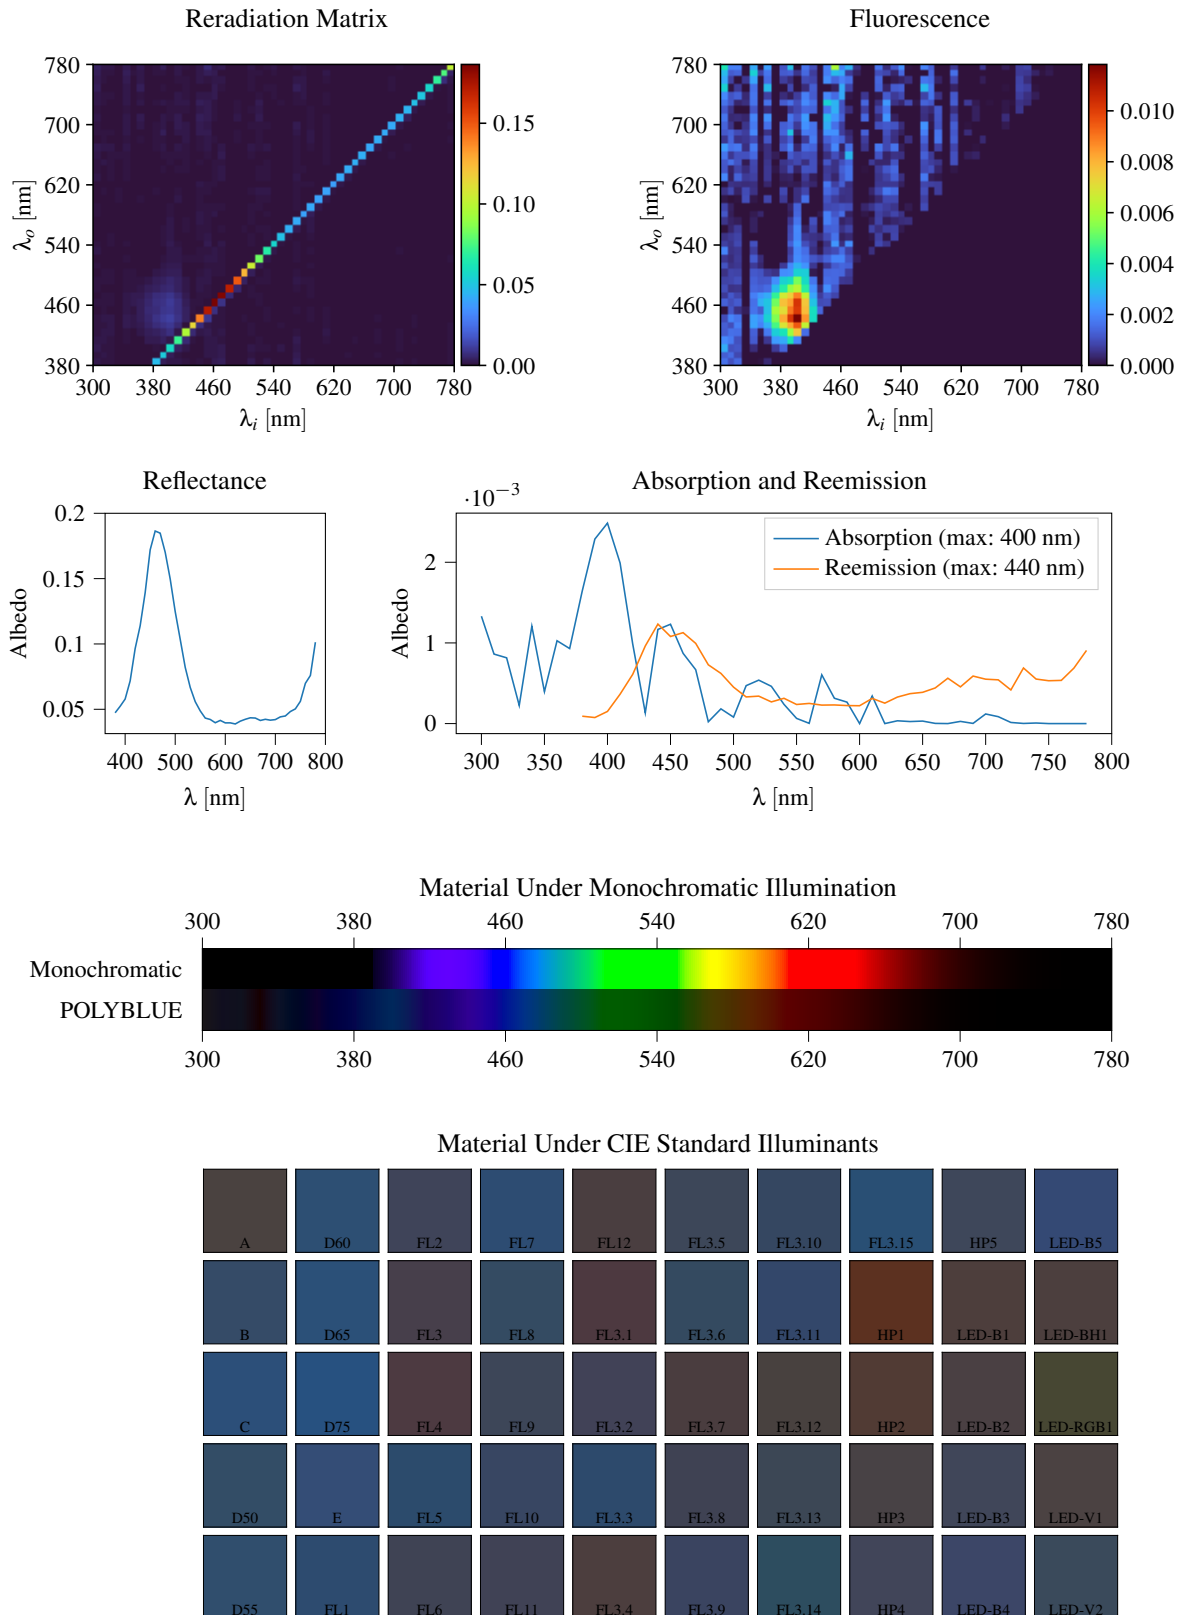 Reradiation Matrix
Fluorescence
780
700
620
540
460
380
λo [nm]
300 380 460 540 620 700 780
λi [nm]
0.15
0.10
0.05
0.00
780
700
620
540
460
380
λo [nm]
300 380 460 540 620 700 780
λi [nm]
0.010
0.008
0.006
0.004
0.002
0.000
Reflectance
0.2
0.15
0.1
0.05
Albedo
400 500 600 700 800
λ [nm]
Absorption and Reemission
·10−3
2
1
0
Albedo
Absorption (max: 400 nm)
Reemission (max: 440 nm)
300 350 400 450 500 550 600 650 700 750 800
λ [nm]
Material Under Monochromatic Illumination
300 380 460 540 620 700 780
Monochromatic
POLYBLUE
300 380 460 540 620 700 780
Material Under CIE Standard Illuminants
A D60 FL2 FL7 FL12 FL3.5 FL3.10 FL3.15 HP5 LED-B5
B D65 FL3 FL8 FL3.1 FL3.6 FL3.11 HP1 LED-B1 LED-BH1
C D75 FL4 FL9 FL3.2 FL3.7 FL3.12 HP2 LED-B2 LED-RGB1
D50 E FL5 FL10 FL3.3 FL3.8 FL3.13 HP3 LED-B3 LED-V1
D55 FL1 FL6 FL11 FL3.4 FL3.9 FL3.14 HP4 LED-B4 LED-V2